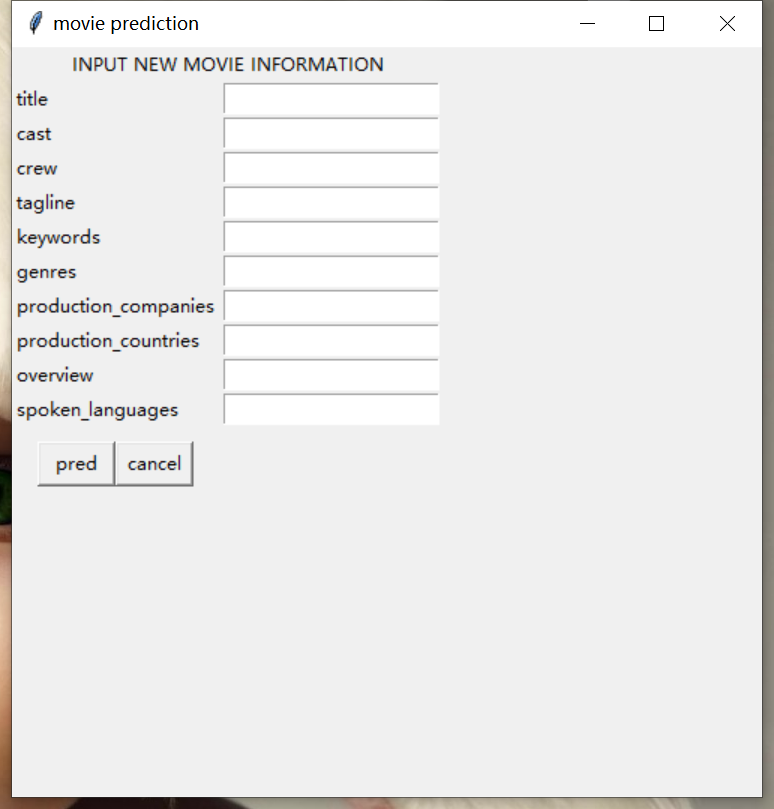 movie prediction
INPUT NEW MOVIE INFORMATION
title
cast
crew
tagline
keywords
genres
production_companies
production_countries
overview
spoken_languages
pred cancel